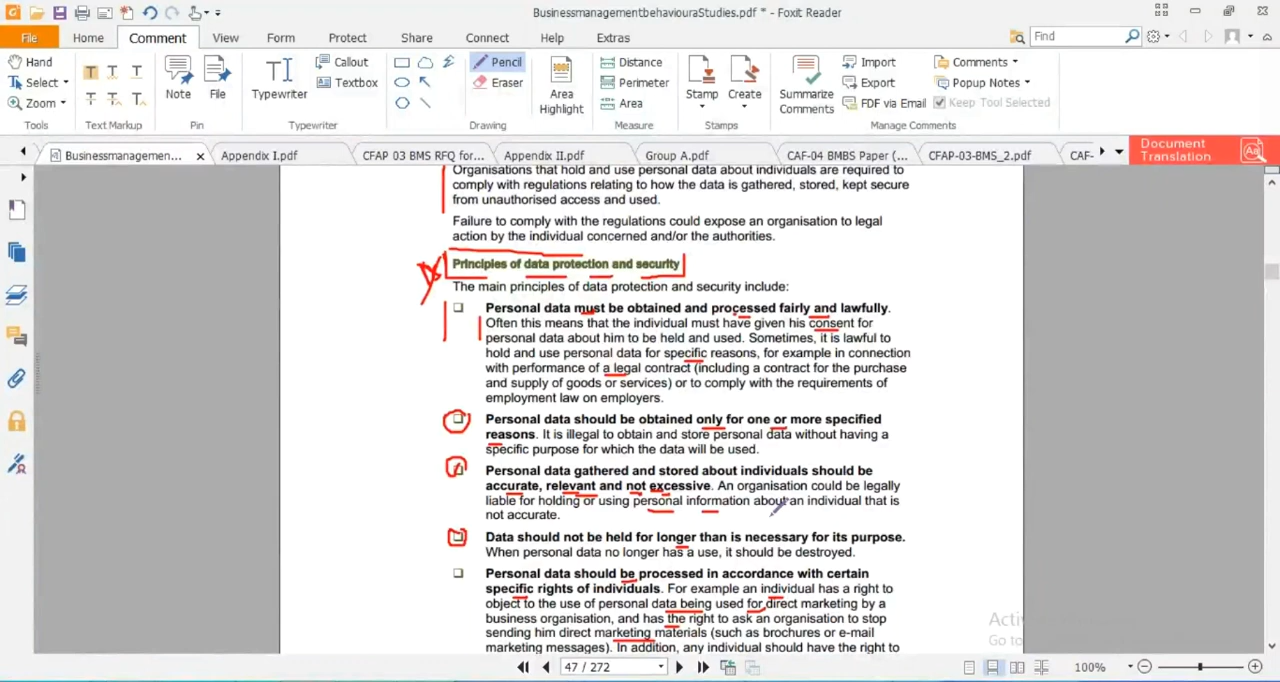 BusinessmanagementbehaviouraStudies.pdf * - Foxit Reader
File Home Comment View Form Protect Share Connect Help Extras Find
Hand Select Zoom
Tools
T T T T T T
Text Markup
Note File
Pin
Typewriter Callout Textbox
Typewriter
Pencil Eraser Area Highlight
Drawing
Distance Perimeter Area
Measure
Stamp Create
Stamps
Summarize Comments Import Export FDF via Email Comments Popup Notes Keep Tool Selected
Manage Comments
Businessmanagemen... Appendix I.pdf CFAP 03 BMS RFQ for... Appendix II.pdf Group A.pdf CAF-04 BMBS Paper (... CFAP-03-BMS_2.pdf CAF-
Document Translation
Organisations that hold and use personal data about individuals are required to
comply with regulations relating to how the data is gathered, stored, kept secure
from unauthorised access and used.
Failure to comply with the regulations could expose an organisation to legal
action by the individual concerned and/or the authorities.
Principles of data protection and security
The main principles of data protection and security include:
Personal data must be obtained and processed fairly and lawfully.
Often this means that the individual must have given his consent for
personal data about him to be held and used. Sometimes, it is lawful to
hold and use personal data for specific reasons, for example in connection
with performance of a legal contract (including a contract for the purchase
and supply of goods or services) or to comply with the requirements of
employment law on employers.
Personal data should be obtained only for one or more specified
reasons. It is illegal to obtain and store personal data without having a
specific purpose for which the data will be used.
Personal data gathered and stored about individuals should be
accurate, relevant and not excessive. An organisation could be legally
liable for holding or using personal information about an individual that is
not accurate.
Data should not be held for longer than is necessary for its purpose.
When personal data no longer has a use, it should be destroyed.
Personal data should be processed in accordance with certain
specific rights of individuals. For example an individual has a right to
object to the use of personal data being used for direct marketing by a
business organisation, and has the right to ask an organisation to stop
sending him direct marketing materials (such as brochures or e-mail
marketing messages). In addition, any individual should have the right to
Activ
Go to
47 / 272
100%